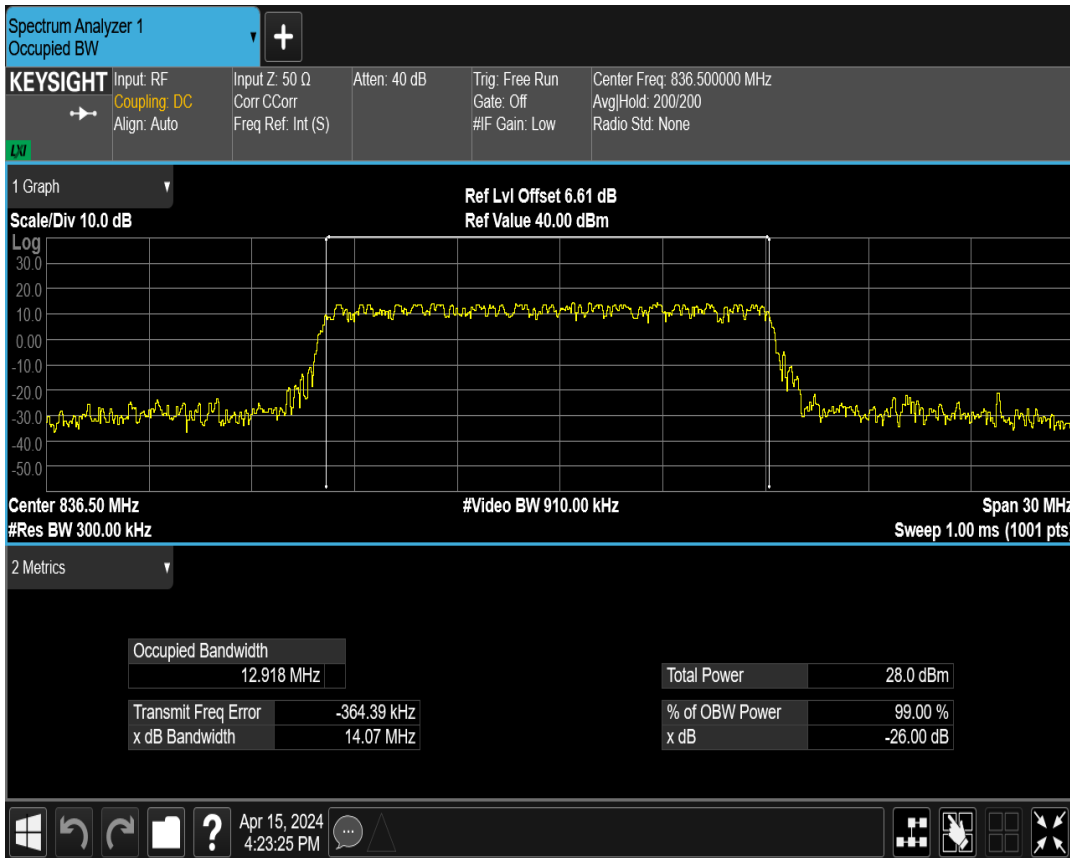 Spectrum Analyzer 1
Occupied BW
+
KEYSIGHT
LXI
Input: RF
Coupling: DC
Align: Auto
Input Z: 50 Ω
Corr CCorr
Freq Ref: Int (S)
Atten: 40 dB
Trig: Free Run
Gate: Off
#IF Gain: Low
Center Freq: 836.500000 MHz
Avg|Hold: 200/200
Radio Std: None
1 Graph
Scale/Div 10.0 dB
Ref Lvl Offset 6.61 dB
Ref Value 40.00 dBm
Log
30.0
20.0
10.0
0.00
-10.0
-20.0
-30.0
-40.0
-50.0
Center 836.50 MHz
#Video BW 910.00 kHz
Span 30 MHz
#Res BW 300.00 kHz
Sweep 1.00 ms (1001 pts)
2 Metrics
Occupied Bandwidth
12.918 MHz
Total Power 28.0 dBm
Transmit Freq Error -364.39 kHz
% of OBW Power 99.00 %
x dB Bandwidth 14.07 MHz
x dB -26.00 dB
?
Apr 15, 2024
4:23:25 PM